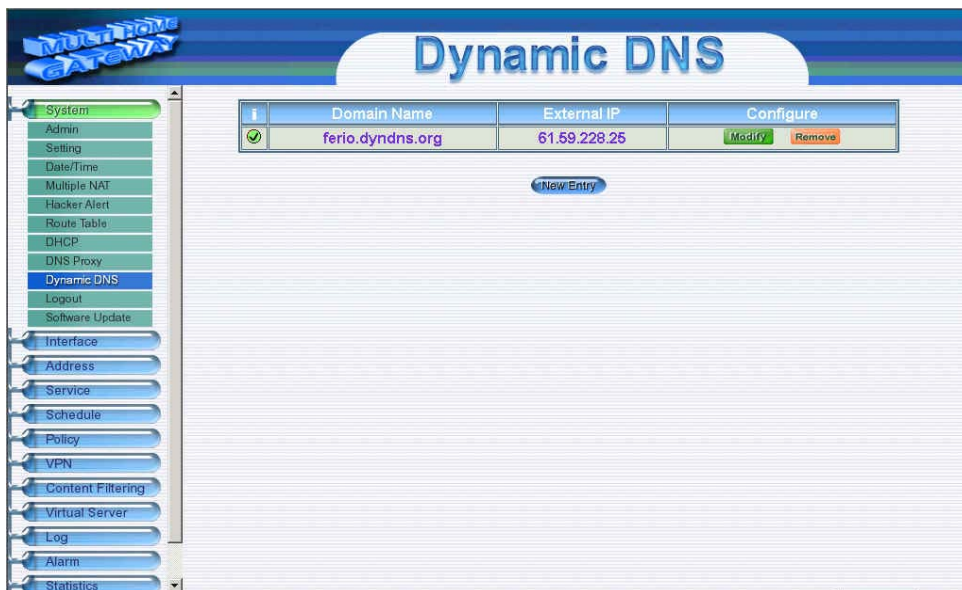 MULTI HOME
GATEWAY
Dynamic DNS
System
Admin
Setting
Date/Time
Multiple NAT
Hacker Alert
Route Table
DHCP
DNS Proxy
Dynamic DNS
Logout
Software Update
Interface
Address
Service
Schedule
Policy
VPN
Content Filtering
Virtual Server
Log
Alarm
Statistics
i Domain Name External IP Configure
ferio.dyndns.org 61.59.228.25 Modify Remove
New Entry